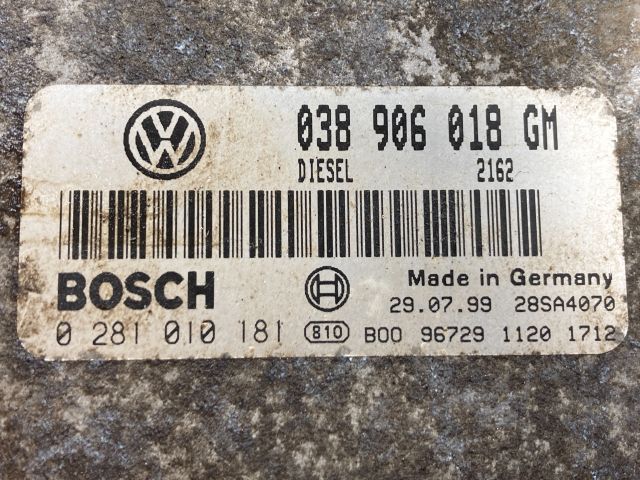 038 906 018 GM
DIESEL 2162
BOSCH Made in Germany
29.07.99 28SA4070
0 281 010 181 810 B00 96729 1120 1712